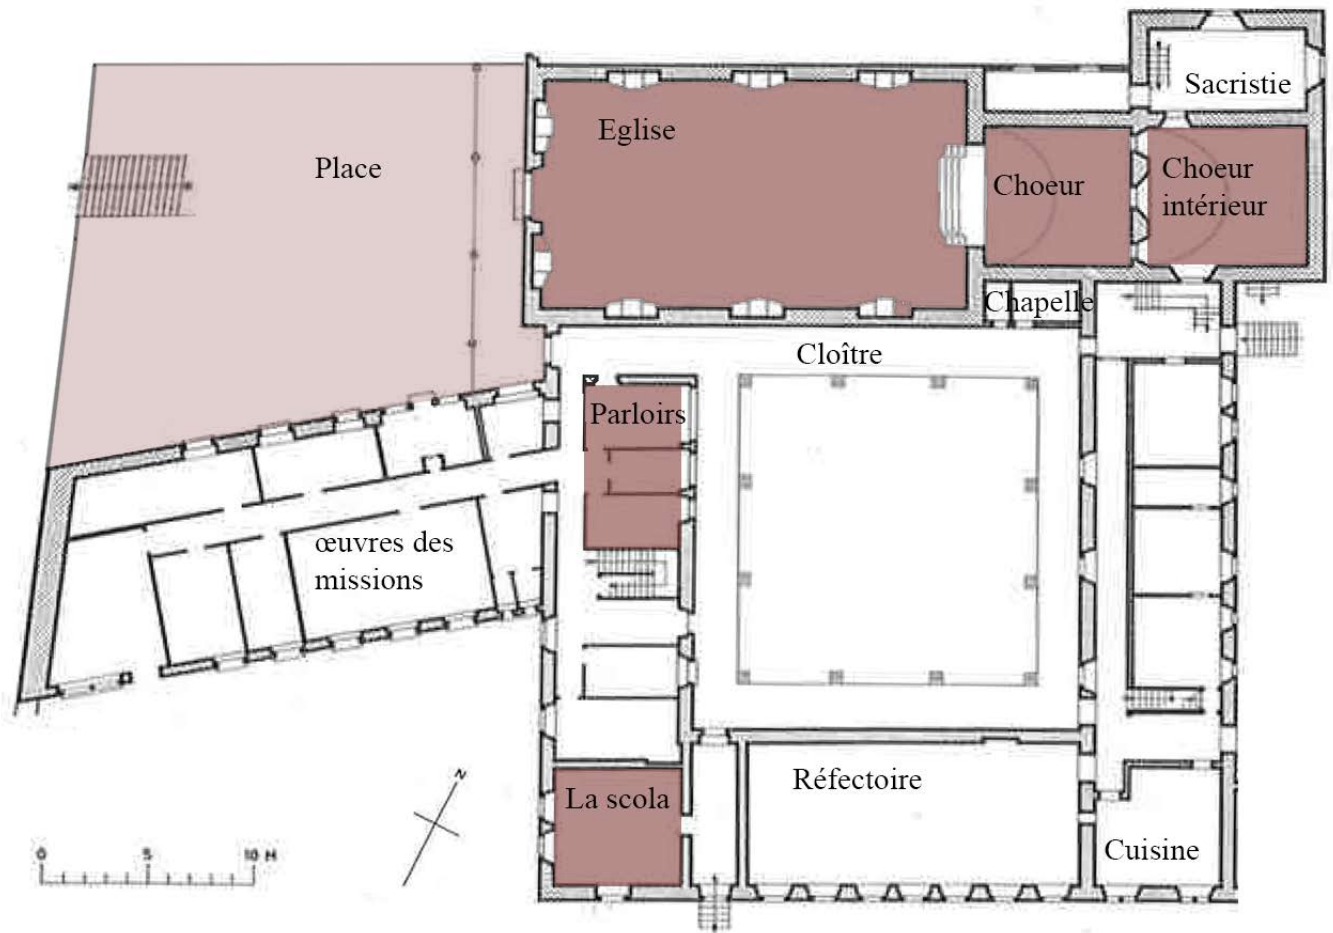 Sacristie
Eglise
Place
Choeur
Choeur
intérieur
Chapelle
Cloître
Parloirs
œuvres des
missions
N
Réfectoire
La scola
Cuisine
0 5 10 M